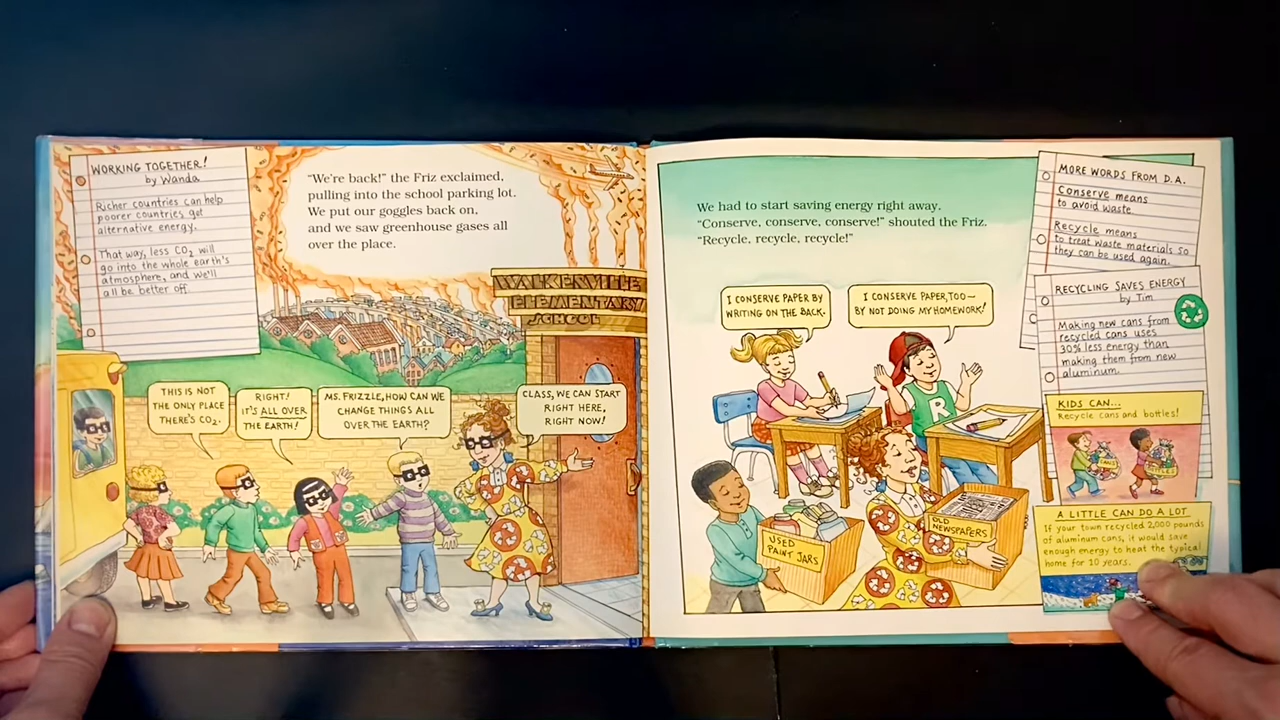 WORKING TOGETHER!
by Wanda
Richer countries can help
poorer countries get
alternative energy.
That way, less CO2 will
go into the whole earth's
atmosphere, and we'll
all be better off.
"We're back!" the Friz exclaimed,
pulling into the school parking lot.
We put our goggles back on,
and we saw greenhouse gases all
over the place.
WALKERVILLE
ELEMENTARY
SCHOOL
THIS IS NOT
THE ONLY PLACE
THERE'S CO2.
RIGHT!
IT'S ALL OVER
THE EARTH!
MS. FRIZZLE, HOW CAN WE
CHANGE THINGS ALL
OVER THE EARTH?
CLASS, WE CAN START
RIGHT HERE,
RIGHT NOW!
We had to start saving energy right away.
"Conserve, conserve, conserve!" shouted the Friz.
"Recycle, recycle, recycle!"
I CONSERVE PAPER BY
WRITING ON THE BACK.
I CONSERVE PAPER, TOO—
BY NOT DOING MY HOMEWORK!
R
USED
PAINT JARS
OLD
NEWSPAPERS
MORE WORDS FROM D.A.
Conserve means
to avoid waste.
Recycle means
to treat waste materials so
they can be used again.
RECYCLING SAVES ENERGY
by Tim
Making new cans from
recycled cans uses
30% less energy than
making them from new
aluminum.
KIDS CAN...
Recycle cans and bottles!
CANS
BOTTLES
A LITTLE CAN DO A LOT
If your town recycled 2,000 pounds
of aluminum cans, it would save
enough energy to heat the typical
home for 10 years.